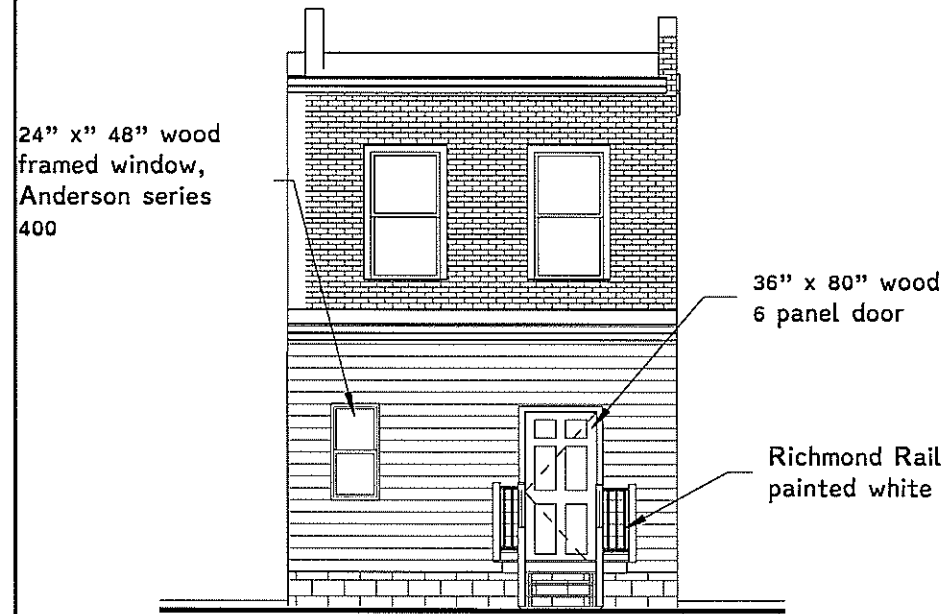 24” x” 48” wood
framed window,
Anderson series
400
36” x 80” wood
6 panel door
Richmond Rail
painted white